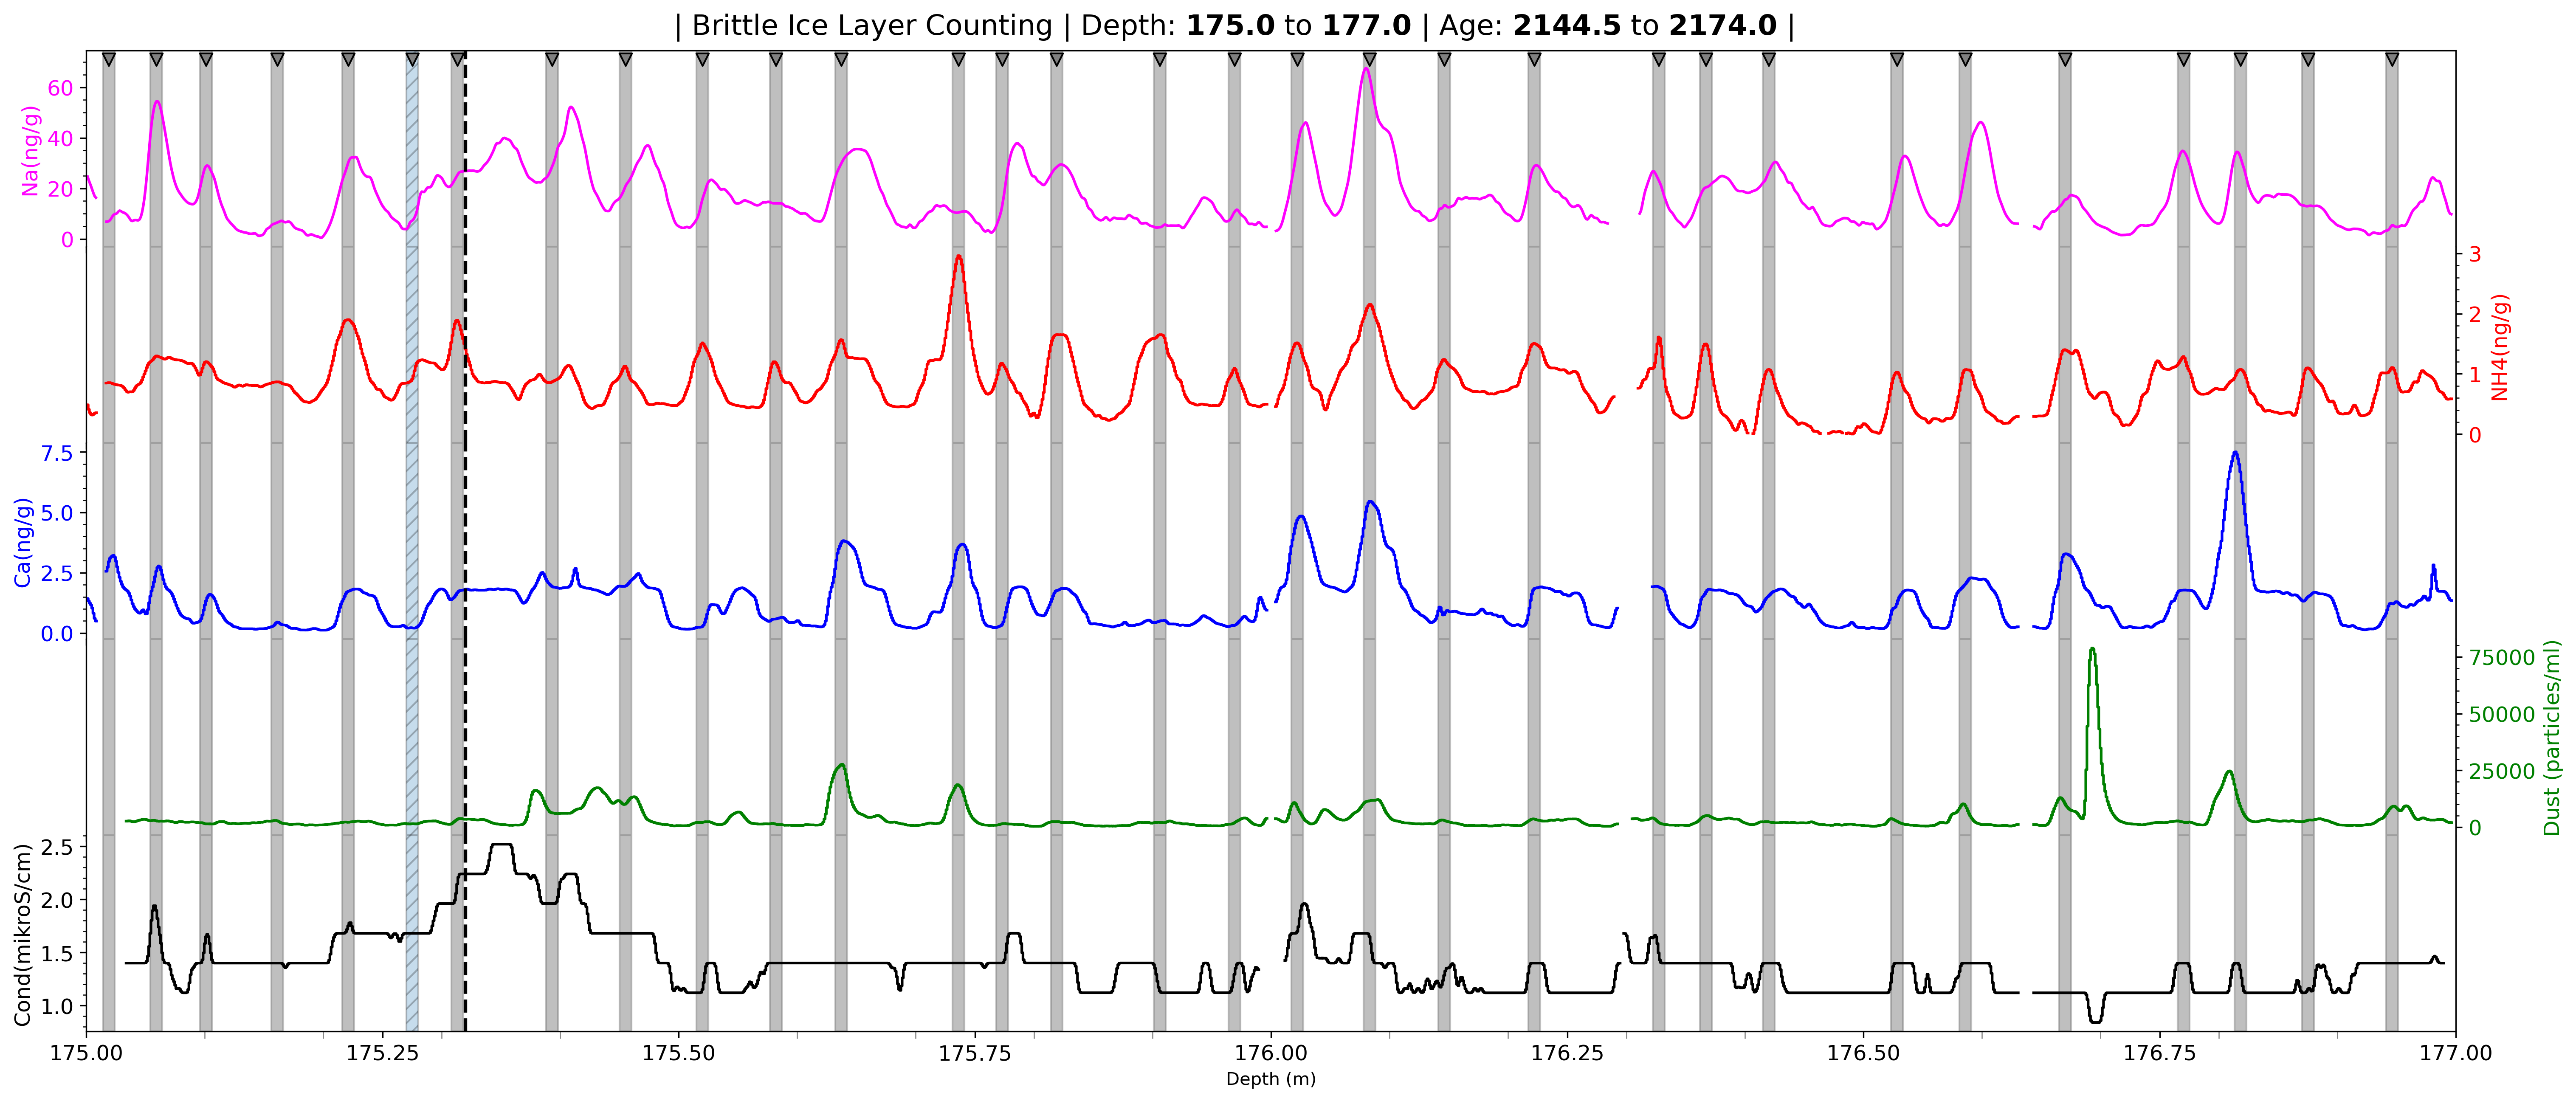 | Brittle Ice Layer Counting | Depth: 175.0 to 177.0 | Age: 2144.5 to 2174.0 |
Na(ng/g)
60
40
20
0
NH4(ng/g)
3
2
1
0
Ca(ng/g)
7.5
5.0
2.5
0.0
Dust (particles/ml)
75000
50000
25000
0
Cond(mikroS/cm)
2.5
2.0
1.5
1.0
175.00 175.25 175.50 175.75 176.00 176.25 176.50 176.75 177.00
Depth (m)